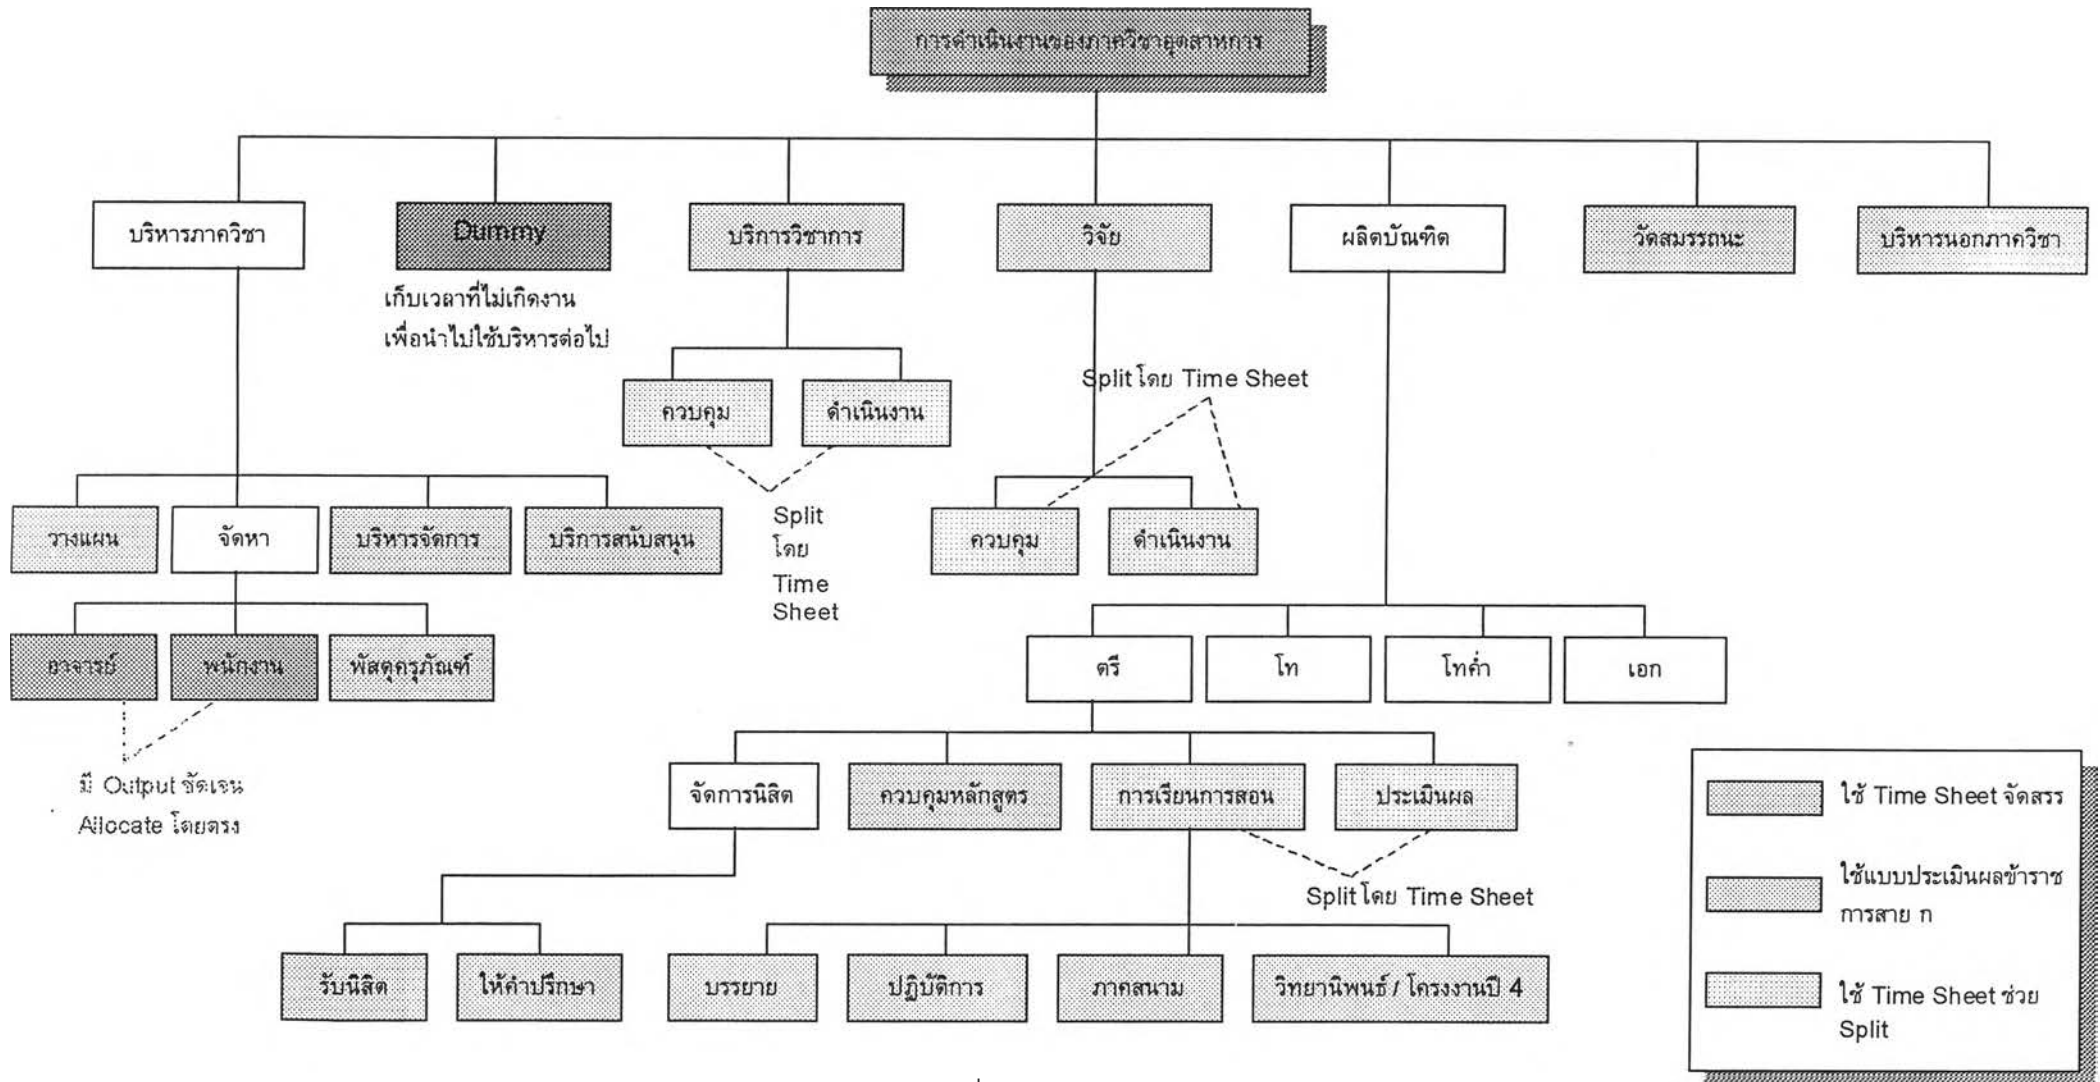 การดำเนินงานของภาควิชาอุตสาหการ
บริหารภาควิชา
Dummy
บริการวิชาการ
วิจัย
ผลิตบัณฑิต
วัดสมรรถนะ
บริหารนอกภาควิชา
เก็บเวลาที่ไม่เกิดงาน
เพื่อนำไปใช้บริหารต่อไป
ควบคุม
ดำเนินงาน
Split โดย Time Sheet
วางแผน
จัดหา
บริหารจัดการ
บริการสนับสนุน
Split
โดย
Time
Sheet
ควบคุม
ดำเนินงาน
อาจารย์
พนักงาน
พัสดุครุภัณฑ์
ตรี
โท
โทค่ำ
เอก
มี Output ชัดเจน
Allocate โดยตรง
จัดการนิสิต
ควบคุมหลักสูตร
การเรียนการสอน
ประเมินผล
Split โดย Time Sheet
รับนิสิต
ให้คำปรึกษา
บรรยาย
ปฏิบัติการ
ภาคสนาม
วิทยานิพนธ์ / โครงงานปี 4
ใช้ Time Sheet จัดสรร
ใช้แบบประเมินผลข้าราช
การสาย ก
ใช้ Time Sheet ช่วย
Split